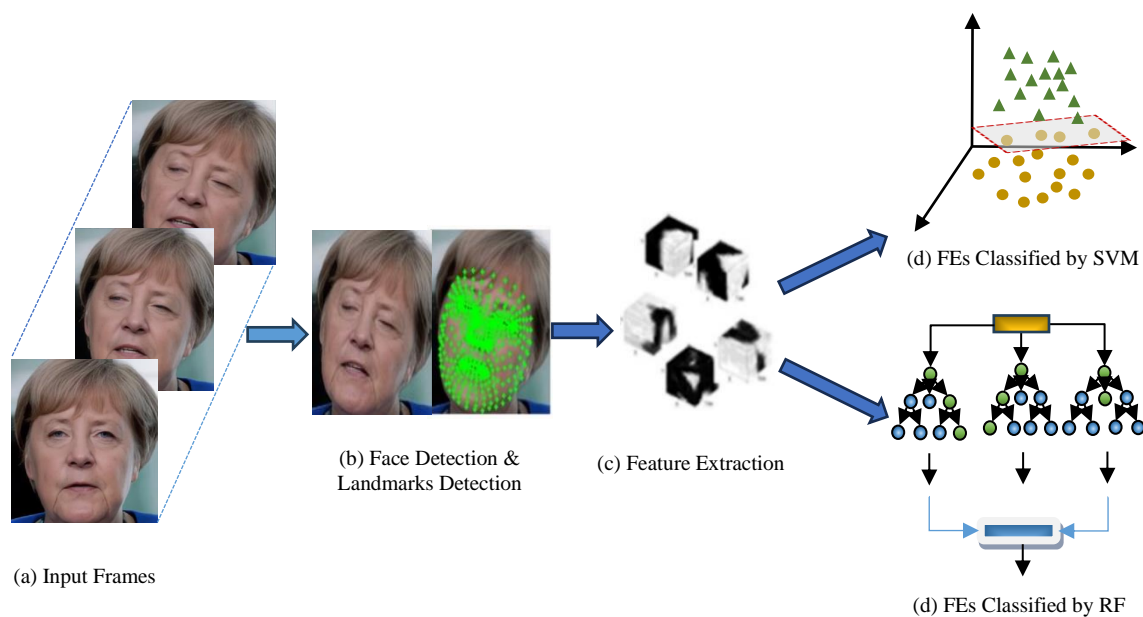 (d) FEs Classified by SVM
(b) Face Detection &
Landmarks Detection
(c) Feature Extraction
(a) Input Frames
(d) FEs Classified by RF